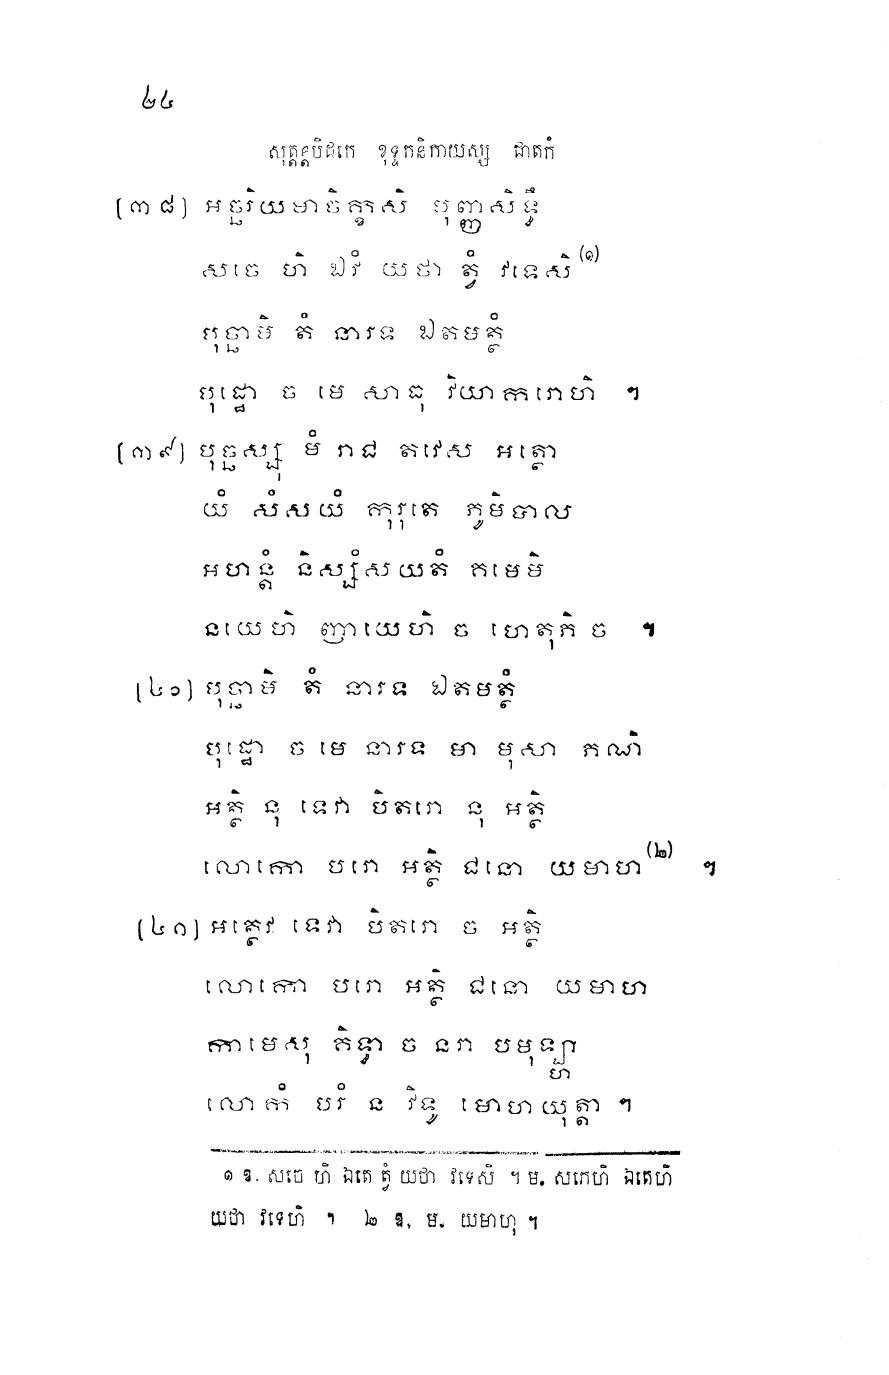 ២៤
សុត្តន្តបិដកេ ខុទ្ទកនិកាយស្ស ជាតកំ
[៣៨] អច្ឆរិយមាចិក្ខសិ បុញ្ញសិទ្ធឹ
សចេ ហិ ឯវំ យថា ត្វំ វទេសិ(១)
បុច្ឆាមិ តំ នារទ ឯតមត្ថំ
បុដ្ឋោ ច មេ សាធុ វិយាករោហិ ។
[៣៩] បុច្ឆស្សុ មំ រាជ តវេស អត្ថោ
យំ សំសយំ កុរុតេ ភូមិបាល
អហន្តំ និស្សំសយតំ គមេមិ
នយេហិ ញាយេហិ ច ហេតុភិ ច ។
[៤០] បុច្ឆាមិ តំ នារទ ឯតមត្ថំ
បុដ្ឋោ ច មេ នារទ មា មុសា ភណិ
អត្ថិ នុ ទេវា បិតរោ នុ អត្ថិ
លោកោ បរោ អត្ថិ ជនោ យមាហ(២) ។
[៤១] អត្ថេវ ទេវា បិតរោ ច អត្ថិ
លោកោ បរោ អត្ថិ ជនោ យមាហ
កាមេសុ គិទ្ធា ច នរា បមុឡ្ហា
លោកំ បរំ ន វិទូ មោហយុត្តា ។
១ ឧ. សចេ ហិ ឯតេ ត្វំ យថា វទេសិ ។ ម. សកេហិ ឯតេហិ
យថា វទេហិ ។ ២ ឧ, ម. យមាហុ ។